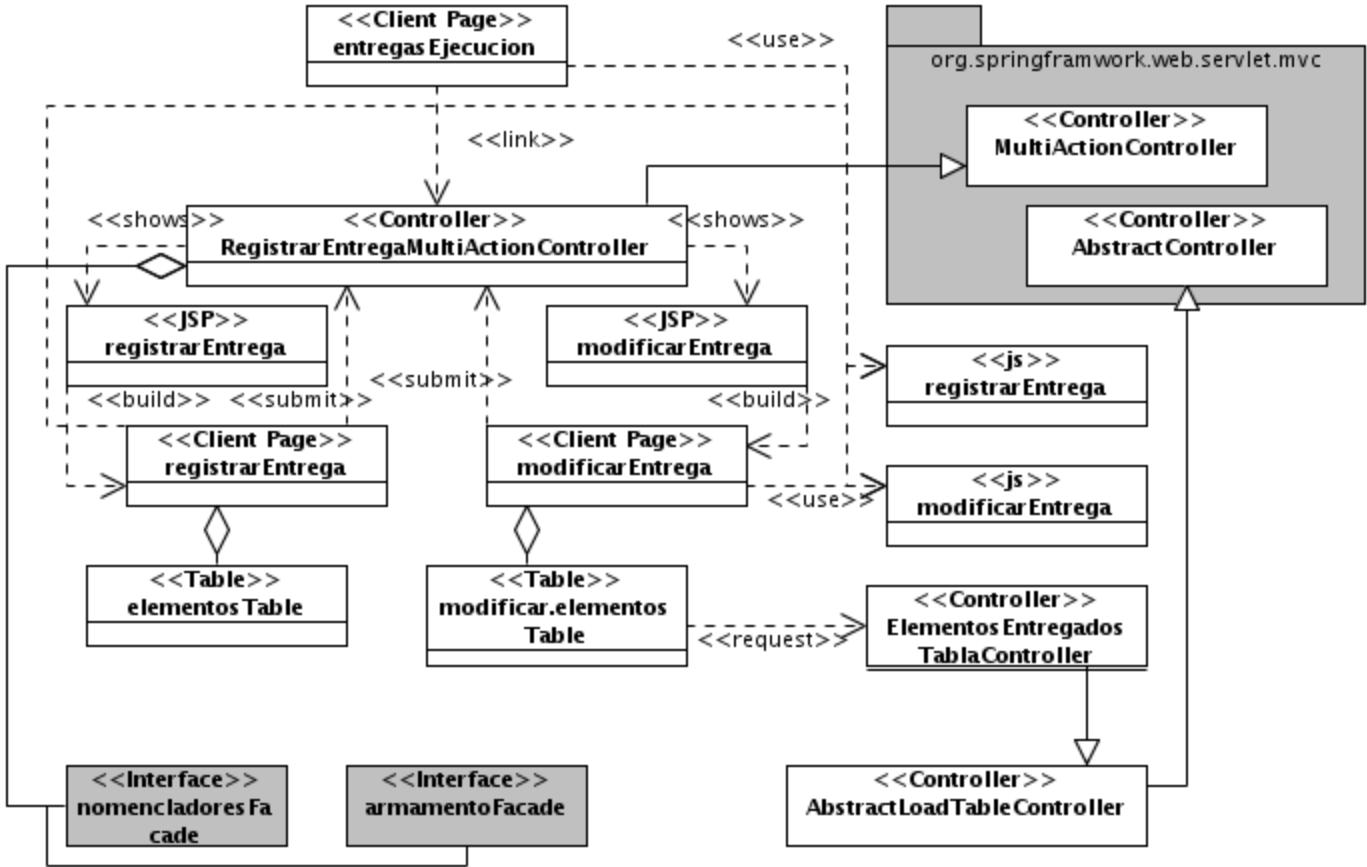 <<Client Page>>
entregasEjecucion
<<use>>
org.springframwork.web.servlet.mvc
<<Controller>>
MultiActionController
<<link>>
<<Controller>>
AbstractController
<<shows>>
<<Controller>>
RegistrarEntregaMultiActionController
<<shows>>
<<JSP>>
registrarEntrega
<<JSP>>
modificarEntrega
<<js>>
registrarEntrega
<<build>>
<<submit>>
<<submit>>
<<build>>
<<Client Page>>
registrarEntrega
<<Client Page>>
modificarEntrega
<<use>>
<<js>>
modificarEntrega
<<Table>>
elementosTable
<<Table>>
modificar.elementos
Table
<<request>>
<<Controller>>
ElementosEntregados
TablaController
<<Interface>>
nomencladoresFa
cade
<<Interface>>
armamentoFacade
<<Controller>>
AbstractLoadTableController